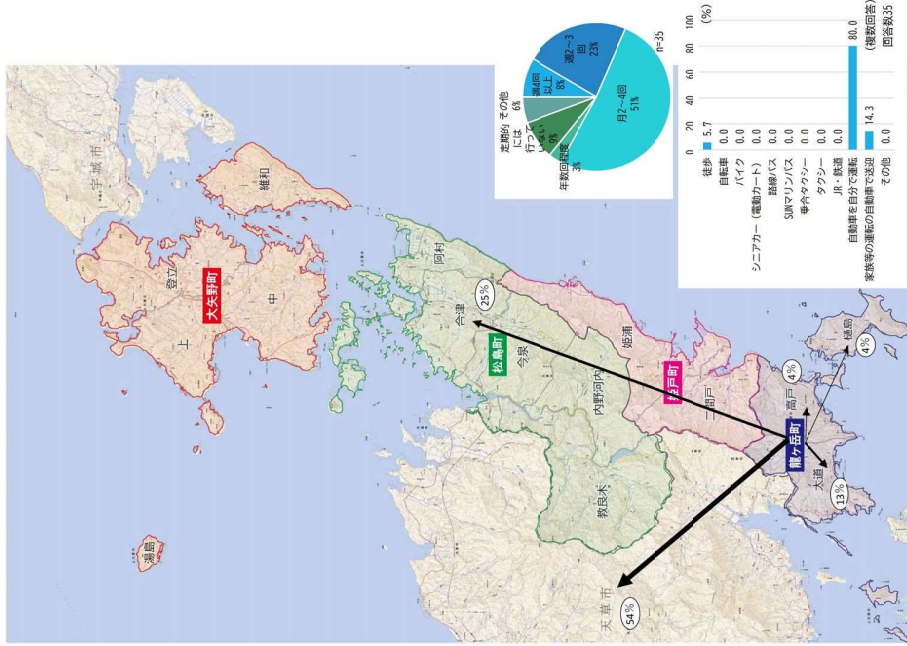 宇城市
維和
登立
大矢野町
上
中
湯島
阿村
合津
25%
松島町
今泉
内野河内
教良木
姫浦
姫戸町
二間戸
天草市
54%
龍ヶ岳町
高戸
4%
樋島
4%
大道
13%
週4回
以上
8%
週2～3
回
23%
月2～4回
51%
年数回程度
3%
定期的
には
行って
いない
9%
その他
6%
n=35
0
20
40
60
80
100
(%)
徒歩 5.7
自転車 0.0
バイク 0.0
シニアカー（電動カート） 0.0
路線バス 0.0
SUNマリンバス 0.0
乗合タクシー 0.0
タクシー 0.0
JR・鉄道 0.0
自動車を自分で運転 80.0
家族等の運転の自動車で送迎 14.3
その他 0.0
(複数回答)
回答数35